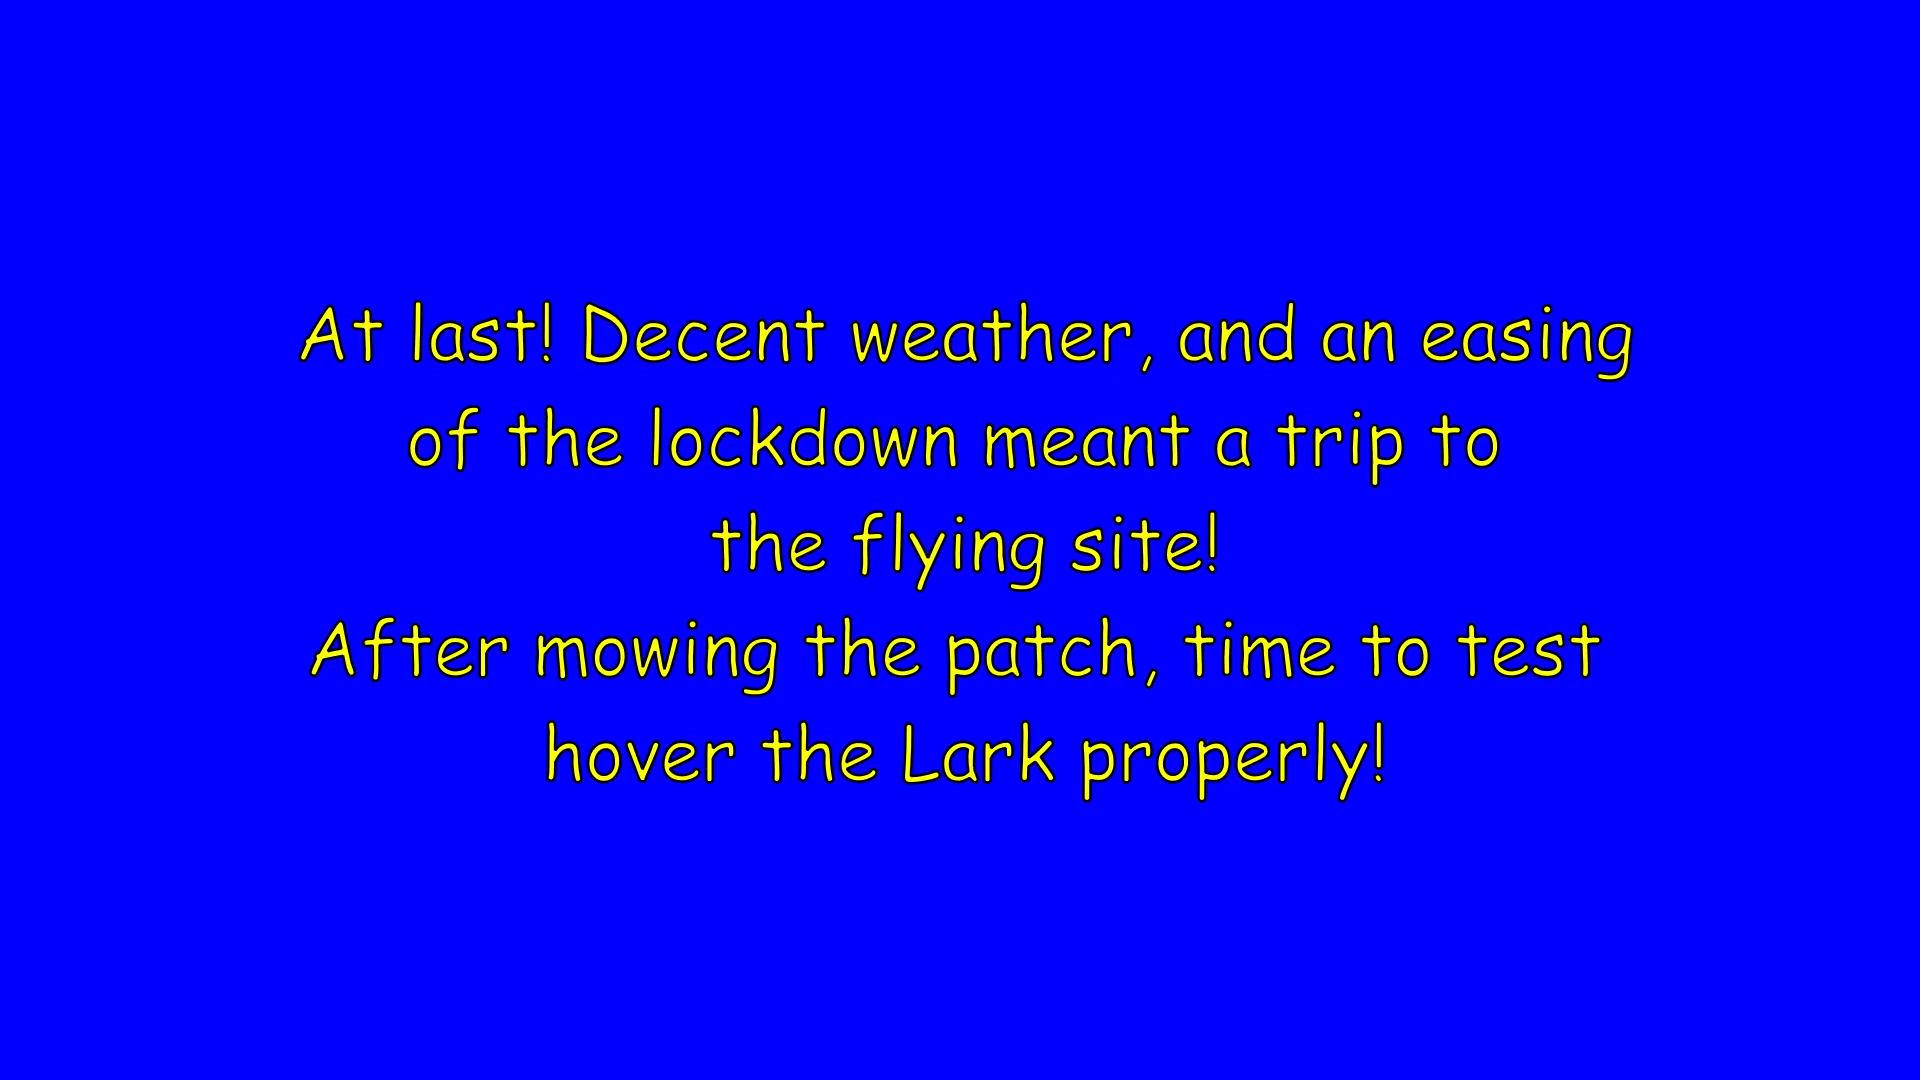 At last! Decent weather, and an easing
of the lockdown meant a trip to
the flying site!
After mowing the patch, time to test
hover the Lark properly!